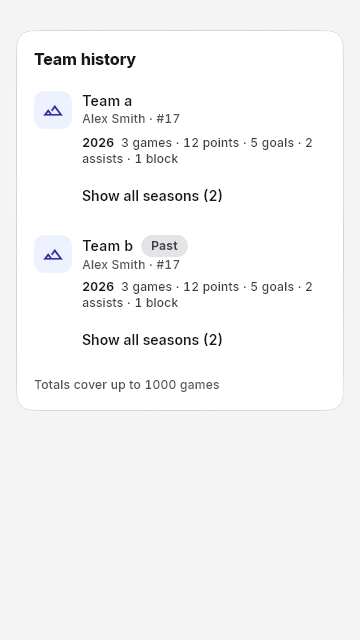 Team history
Team a
Alex Smith · #17
2026 3 games · 12 points · 5 goals · 2
assists · 1 block
Show all seasons (2)
Team b Past
Alex Smith · #17
2026 3 games · 12 points · 5 goals · 2
assists · 1 block
Show all seasons (2)
Totals cover up to 1000 games